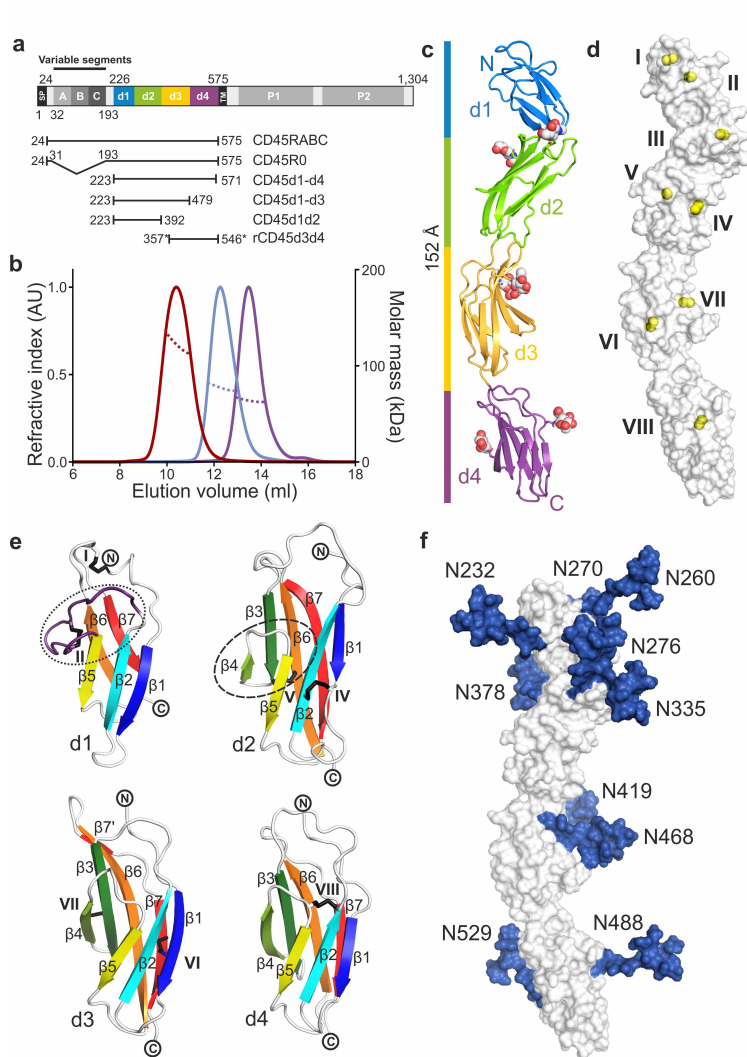 a
Variable segments
24 226 575 1,304
SP A B C d1 d2 d3 d4 TM P1 P2
1 32 193
24 575 CD45RABC
24 31 193 575 CD45R0
223 571 CD45d1-d4
223 479 CD45d1-d3
223 392 CD45d1d2
357* 546* rCD45d3d4
b
Refractive index (AU)
1.0
0.5
0.0
6 8 10 12 14 16 18
Elution volume (ml)
200
100
0
Molar mass (kDa)
c
152 Å
N
d1
d2
d3
d4
C
d
I
II
III
V
IV
VII
VI
VIII
e
I N
β6 β7
II
β5 β2 β1
C
d1
N
β3 β7
β6
β1
β4
V IV
β5 β2
d2
C
N
β7'
β3 β6
VII β7 β1
β4
β5 β2 VI
d3
C
N
β3 β6
VIII β7
β4 β5 β2 β1
d4
C
f
N232 N270 N260
N276
N378 N335
N419
N468
N529 N488